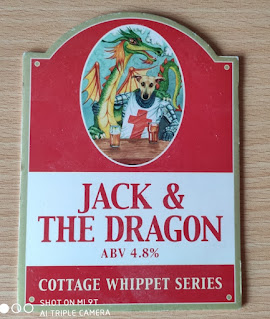 JACK &
THE DRAGON
ABV 4.8%
COTTAGE WHIPPET SERIES
SHOT ON MI 9T
AI TRIPLE CAMERA